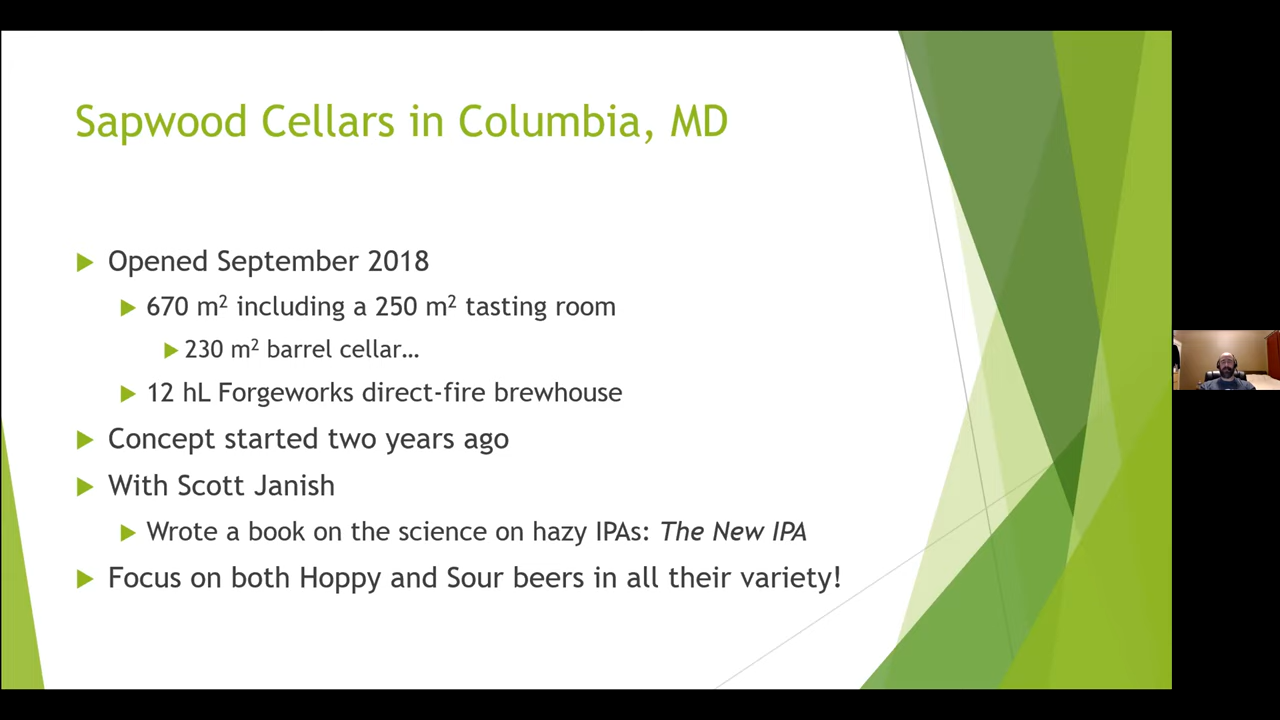 Sapwood Cellars in Columbia, MD
Opened September 2018
670 m² including a 250 m² tasting room
230 m² barrel cellar…
12 hL Forgeworks direct-fire brewhouse
Concept started two years ago
With Scott Janish
Wrote a book on the science on hazy IPAs: The New IPA
Focus on both Hoppy and Sour beers in all their variety!